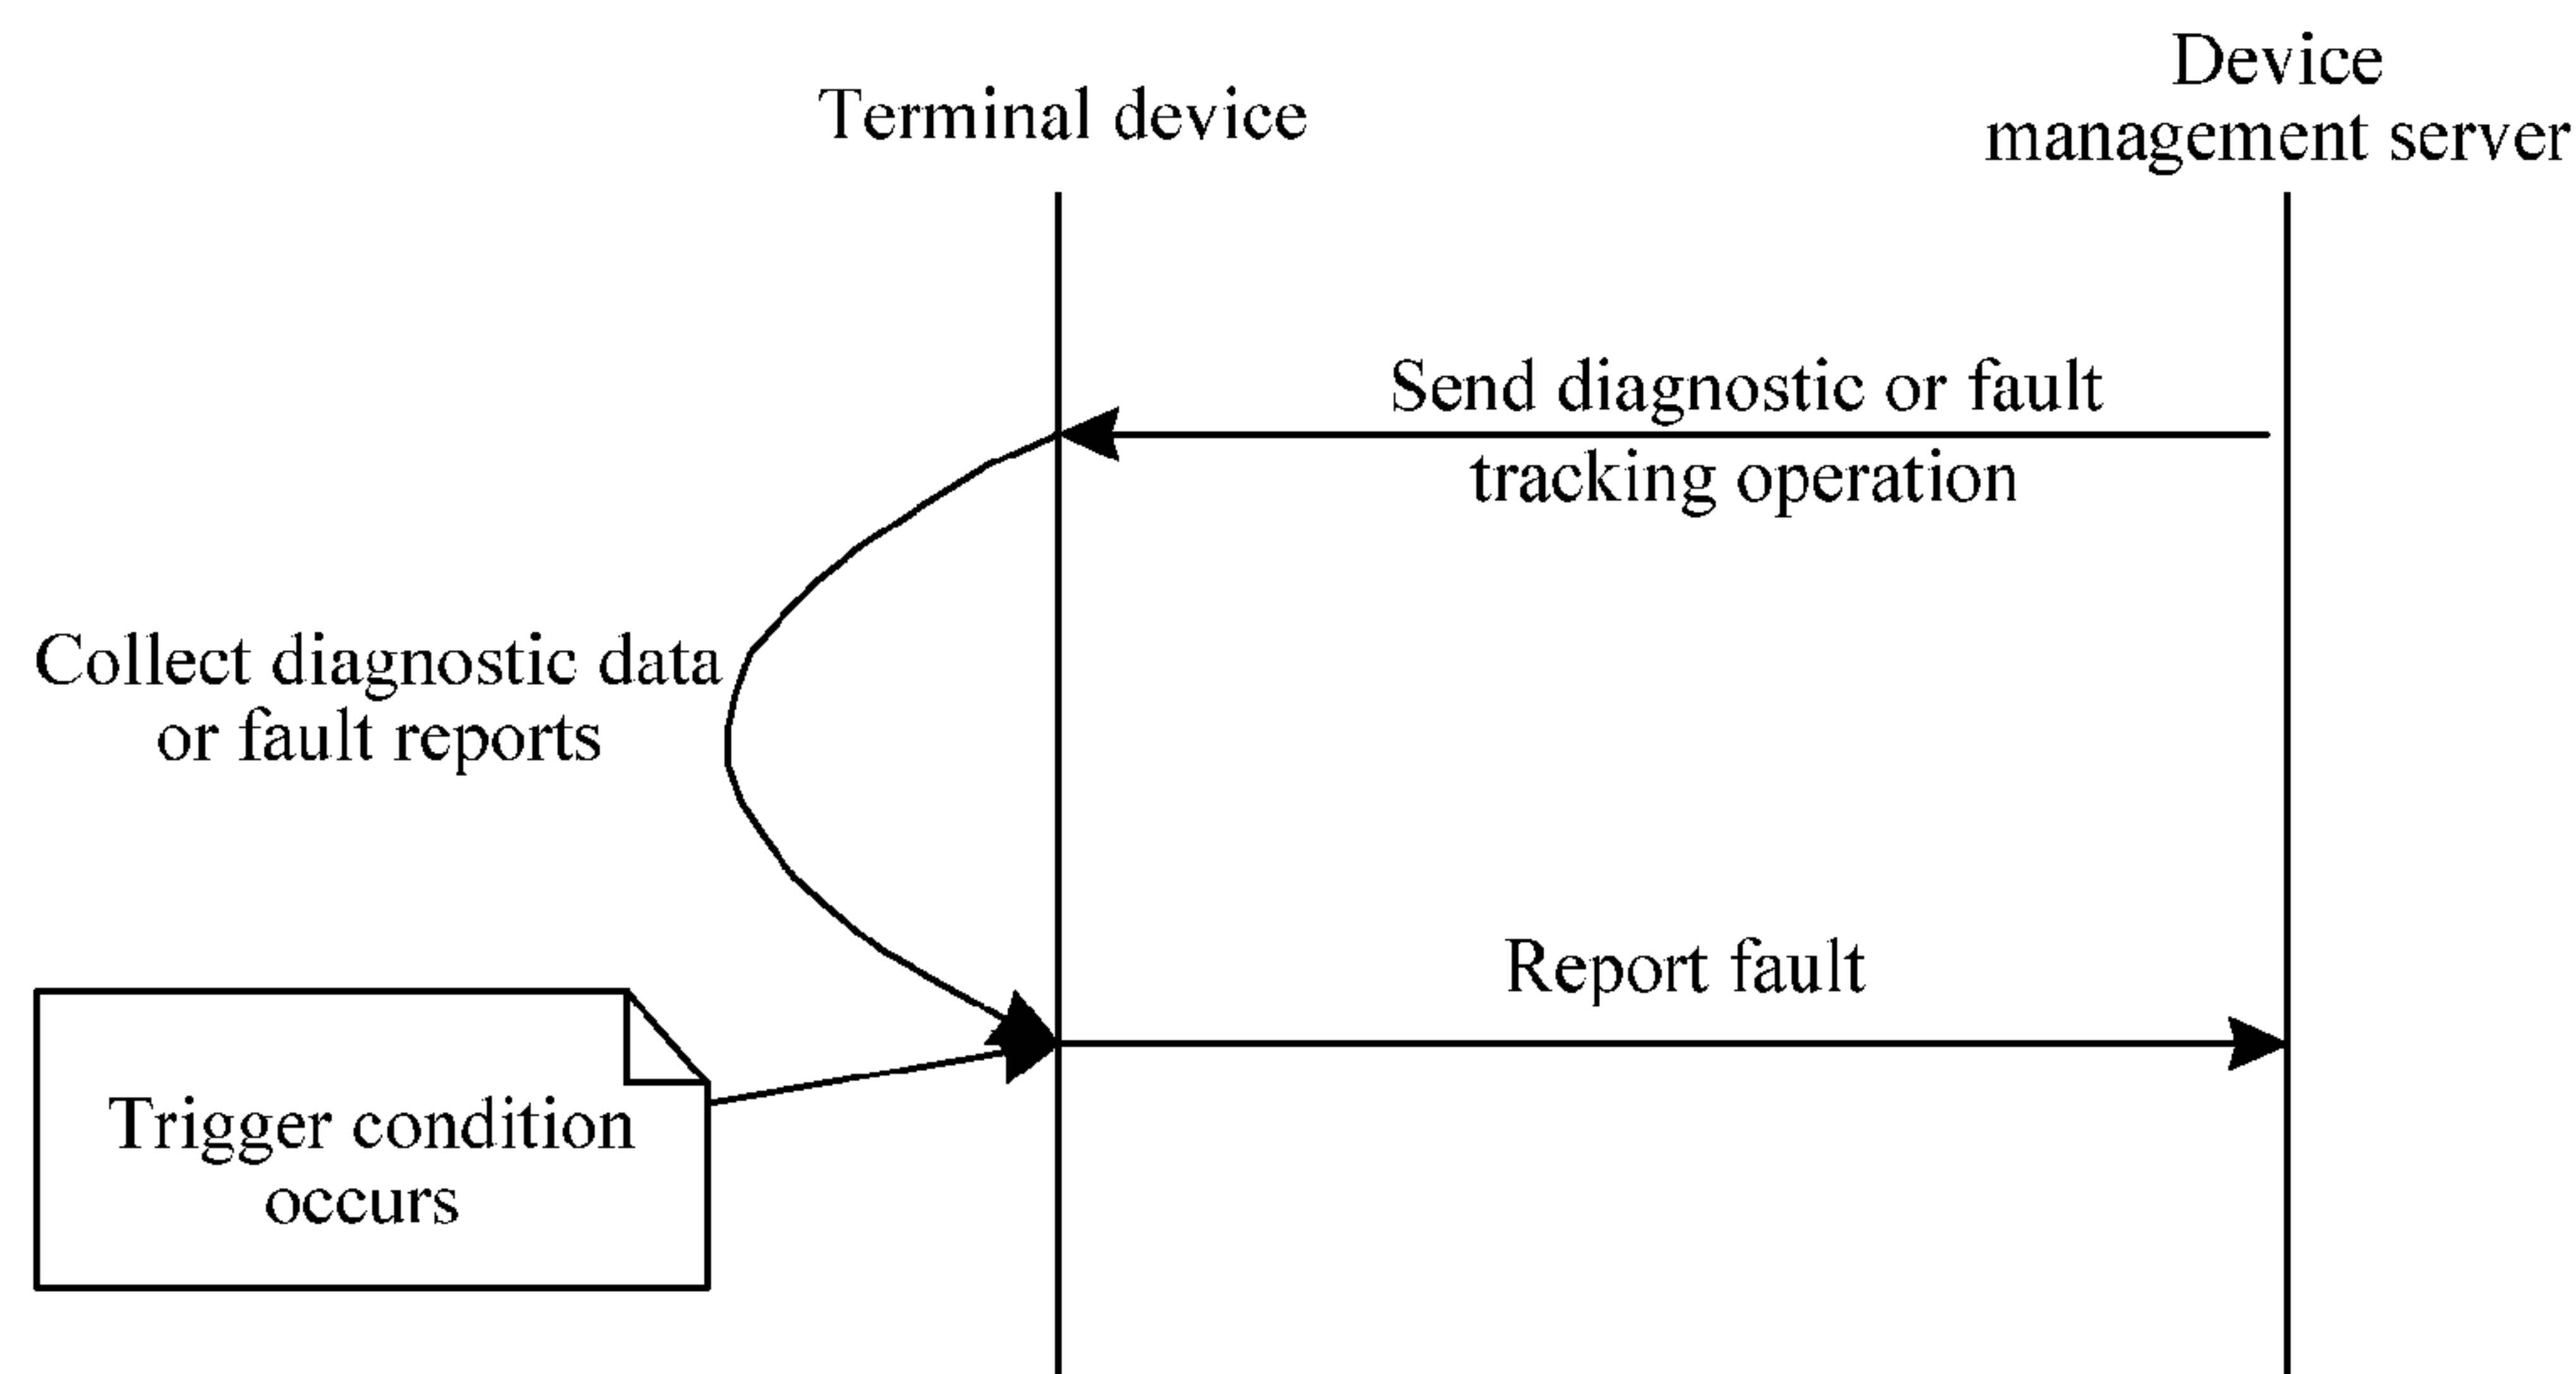 Terminal device
Device
management server
Send diagnostic or fault
tracking operation
Collect diagnostic data
or fault reports
Report fault
Trigger condition
occurs